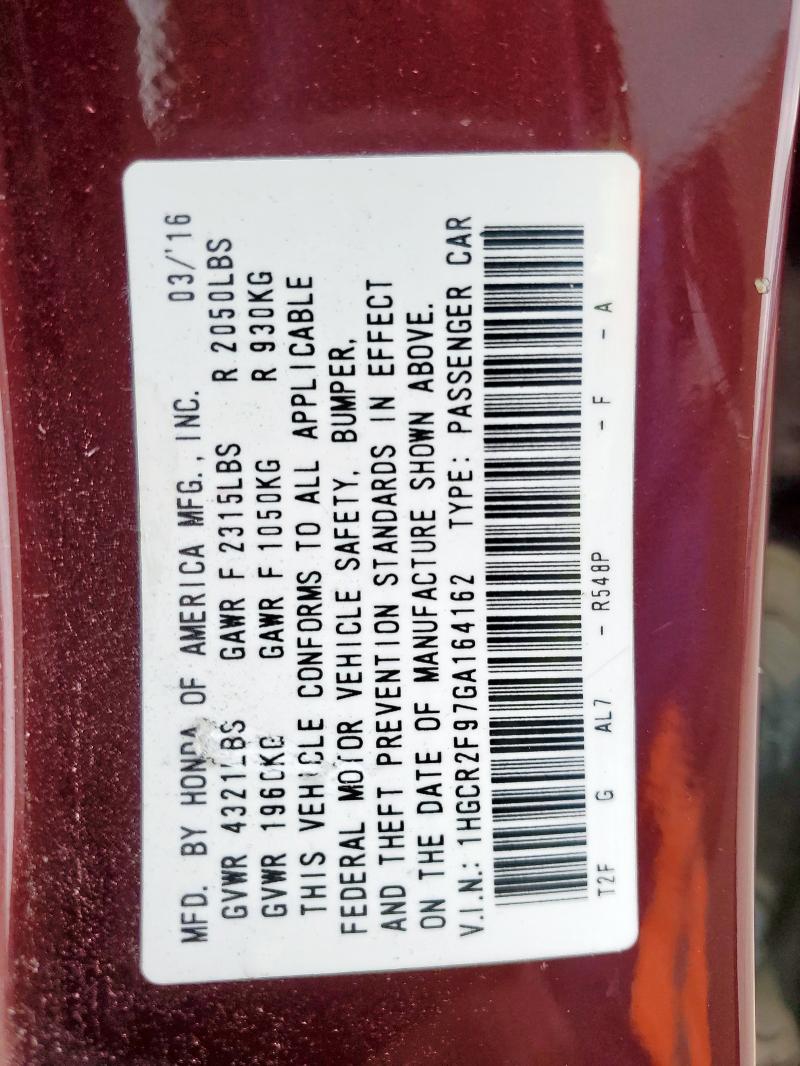 MFD. BY HONDA OF AMERICA MFG., INC. 03/'16
GVWR 4321LBS GAWR F 2315LBS R 2050LBS
GVWR 1960KG GAWR F 1050KG R 930KG
THIS VEHICLE CONFORMS TO ALL APPLICABLE
FEDERAL MOTOR VEHICLE SAFETY, BUMPER,
AND THEFT PREVENTION STANDARDS IN EFFECT
ON THE DATE OF MANUFACTURE SHOWN ABOVE.
V.I.N.: 1HGCR2F97GA164162 TYPE: PASSENGER CAR
T2F G AL7 - R548P - F - A